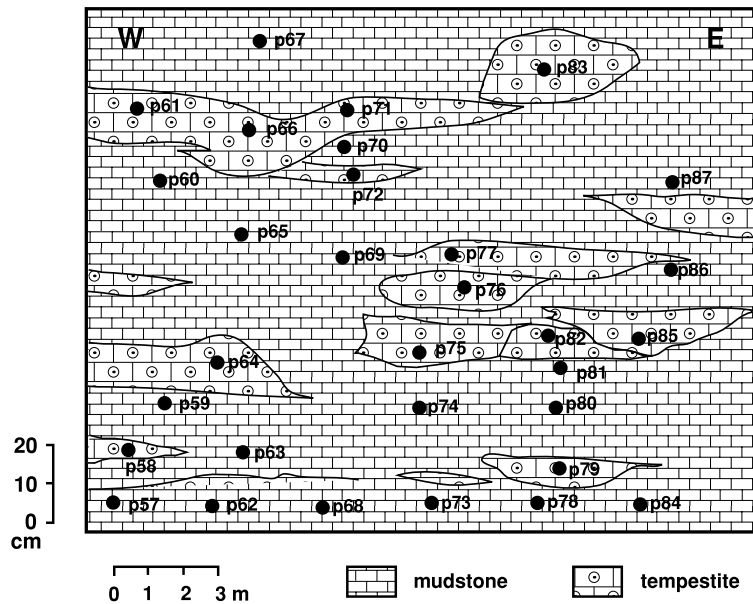 W E
p67
p83
p61 p71
p66
p70
p60 p72 p87
p65
p69 p77 p86
p76
p75 p82 p85
p64 p81
p59 p74 p80
20
p58 p63 p79
10
p57 p62 p68 p73 p78 p84
0
cm
0 1 2 3 m
mudstone tempestite